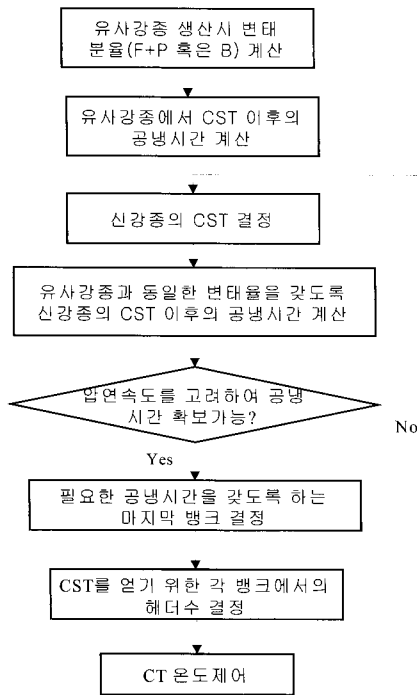 유사강종 생산시 변태
분율(F+P 혹은 B) 계산
유사강종에서 CST 이후의
공냉시간 계산
신강종의 CST 결정
유사강종과 동일한 변태율을 갖도록
신강종의 CST 이후의 공냉시간 계산
압연속도를 고려하여 공냉
시간 확보가능?
No
Yes
필요한 공냉시간을 갖도록 하는
마지막 뱅크 결정
CST를 얻기 위한 각 뱅크에서의
헤더수 결정
CT 온도제어